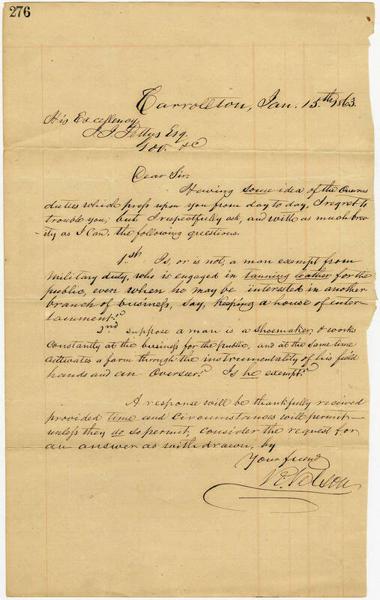 276
Carrollton, Jan. 15th, 1863.
His Excellency
J. J. Pettus Esq.
Gov. &c
Dear Sir:
Having some idea of the onerous
duties which press upon you from day to day, I regret to
trouble you; but I respectfully ask, and with as much brev
-ity as I can, the following questions.
1st Is, or is not, a man exempt from
military duty, who is engaged in tanning leather for the
public, even when he may be interested in another
branch of business, say, keeping a house of enter
tainment?
2nd Suppose a man is a shoemaker, & works
constantly at the business for the public, and at the same time
cultivates a farm through the instrumentality of his field
hands and an Overseer? Is he exempt?
A response will be thankfully received
provided time and circumstances will permit—
unless they do so permit, consider the request for
an answer as withdrawn, by
Your friend